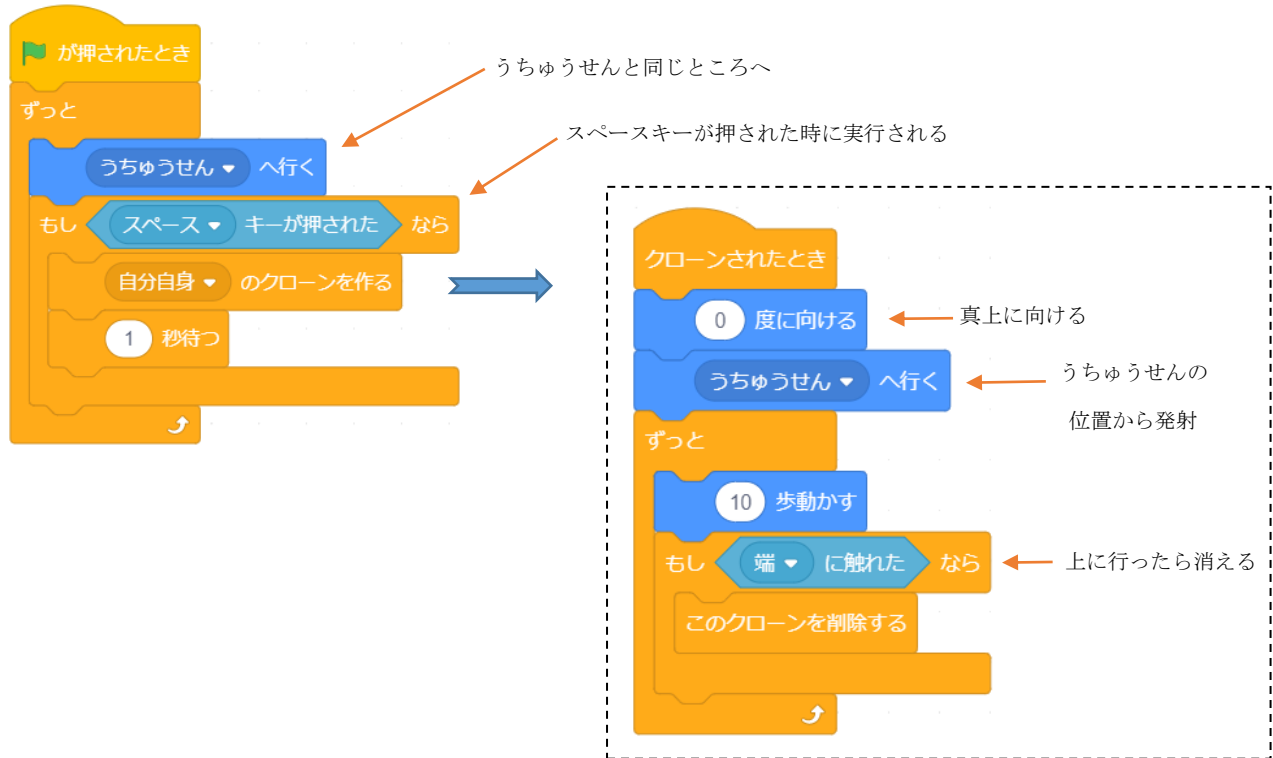 が押されたとき
ずっと
うちゅうせん へ行く
もし スペース キーが押された なら
自分自身 のクローンを作る
1 秒待つ
うちゅうせんと同じところへ
スペースキーが押された時に実行される
クローンされたとき
0 度に向ける
真上に向ける
うちゅうせん へ行く
うちゅうせんの
位置から発射
ずっと
10 歩動かす
もし 端 に触れた なら
上に行ったら消える
このクローンを削除する